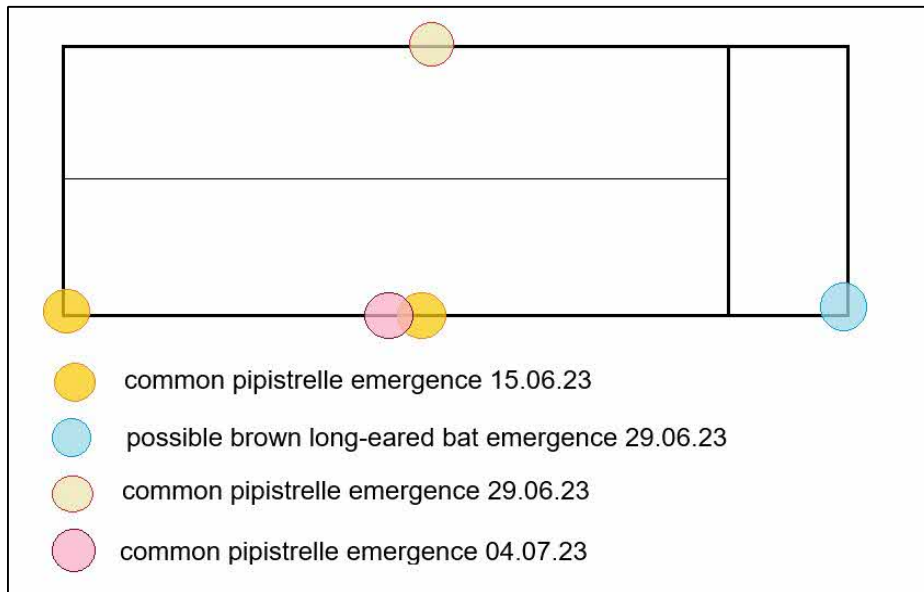 common pipistrelle emergence 15.06.23
possible brown long-eared bat emergence 29.06.23
common pipistrelle emergence 29.06.23
common pipistrelle emergence 04.07.23